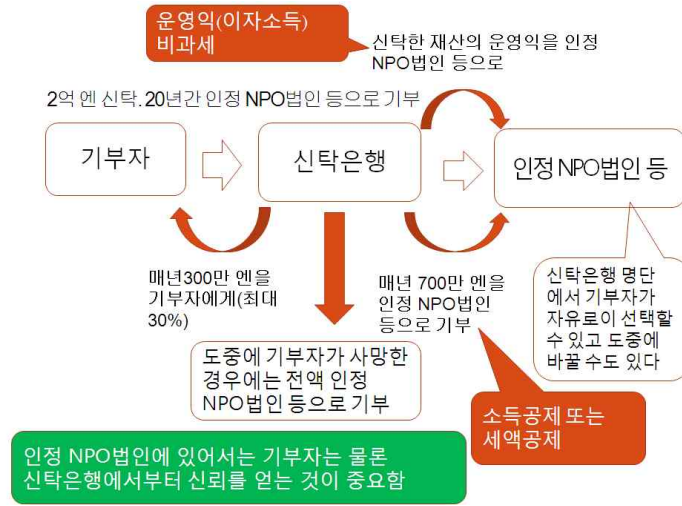 운영익(이자소득)
비과세
신탁한 재산의 운영익을 인정
NPO법인 등으로
2억 엔 신탁. 20년간 인정 NPO법인 등으로 기부
기부자
신탁은행
인정 NPO법인 등
매년300만 엔을
기부자에게(최대
30%)
매년 700만 엔을
인정 NPO법인
등으로 기부
신탁은행 명단
에서 기부자가
자유로이 선택할
수 있고 도중에
바꿀 수도 있다
도중에 기부자가 사망한
경우에는 전액 인정
NPO법인 등으로 기부
소득공제 또는
세액공제
인정 NPO법인에 있어서는 기부자는 물론
신탁은행에서부터 신뢰를 얻는 것이 중요함